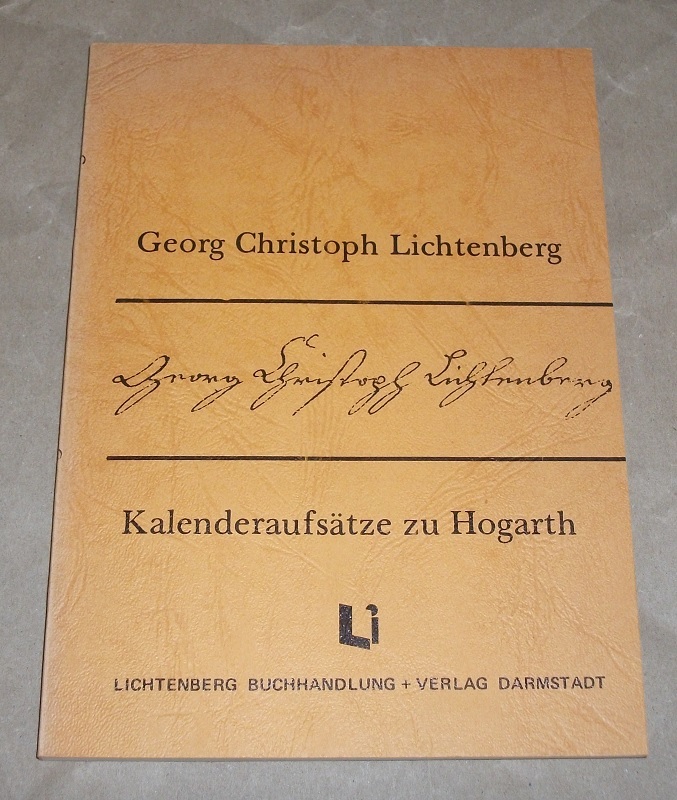 Georg Christoph Lichtenberg
Georg Christoph Lichtenberg
Kalenderaufsätze zu Hogarth
Li
LICHTENBERG BUCHHANDLUNG + VERLAG DARMSTADT